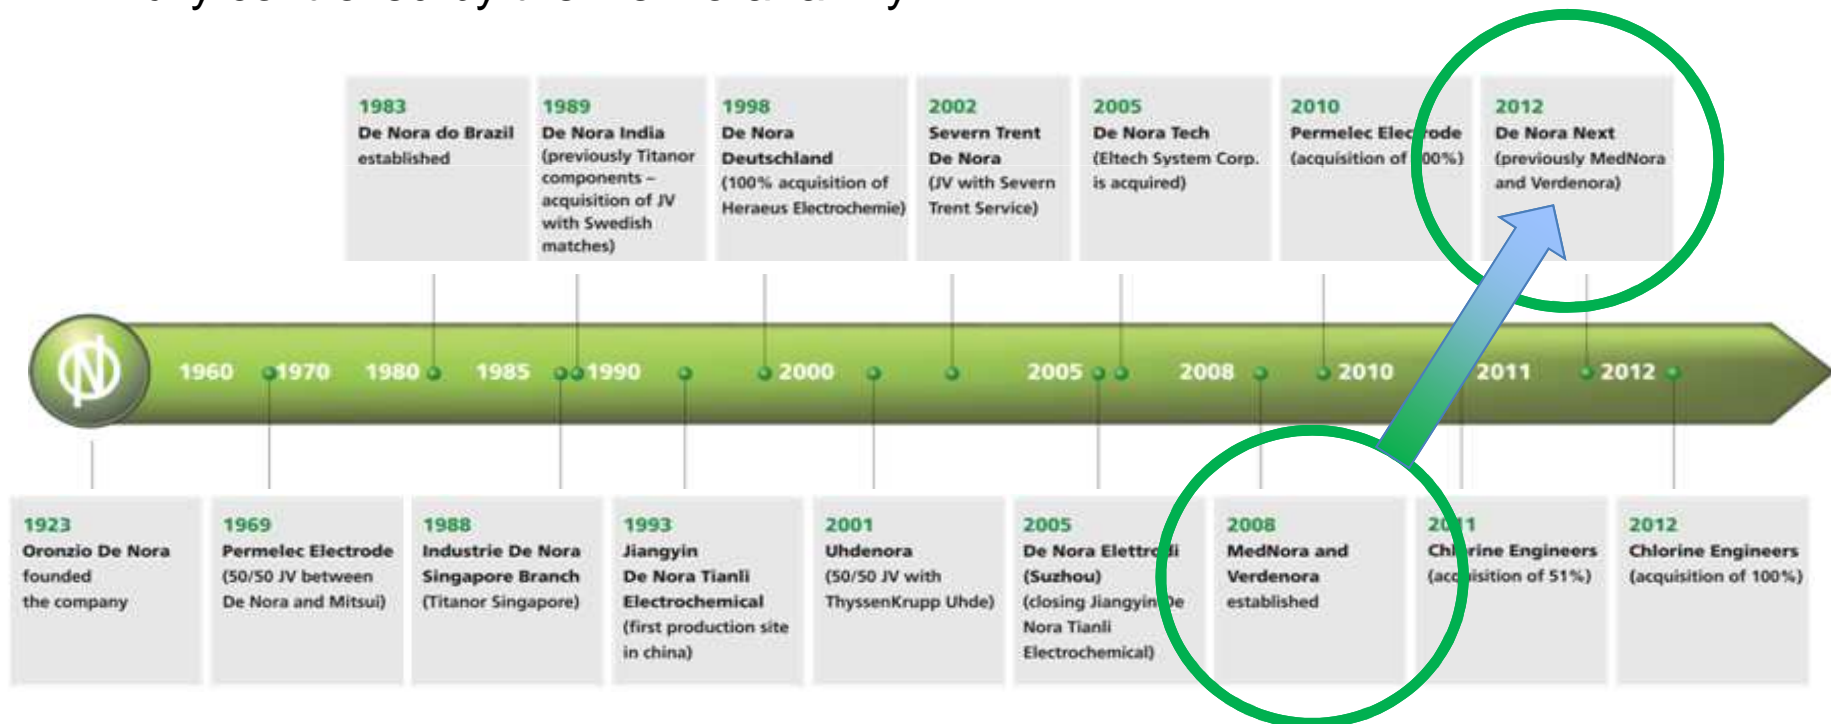 1983
De Nora do Brazil
established
1989
De Nora India
(previously Titanor
components –
acquisition of JV
with Swedish
matches)
1998
De Nora
Deutschland
(100% acquisition of
Heraeus Electrochemie)
2002
Severn Trent
De Nora
(JV with Severn
Trent Service)
2005
De Nora Tech
(Eltech System Corp.
is acquired)
2010
Permelec Electrode
(acquisition of 100%)
2012
De Nora Next
(previously MedNora
and Verdenora)
1960 1970 1980 1985 1990 2000 2005 2008 2010 2011 2012
1923
Oronzio De Nora
founded
the company
1969
Permelec Electrode
(50/50 JV between
De Nora and Mitsui)
1988
Industrie De Nora
Singapore Branch
(Titanor Singapore)
1993
Jiangyin
De Nora Tianli
Electrochemical
(first production site
in china)
2001
Uhdenora
(50/50 JV with
ThyssenKrupp Uhde)
2005
De Nora Elettrodi
(Suzhou)
(closing Jiangyin De
Nora Tianli
Electrochemical)
2008
MedNora and
Verdenora
established
2011
Chlorine Engineers
(acquisition of 51%)
2012
Chlorine Engineers
(acquisition of 100%)